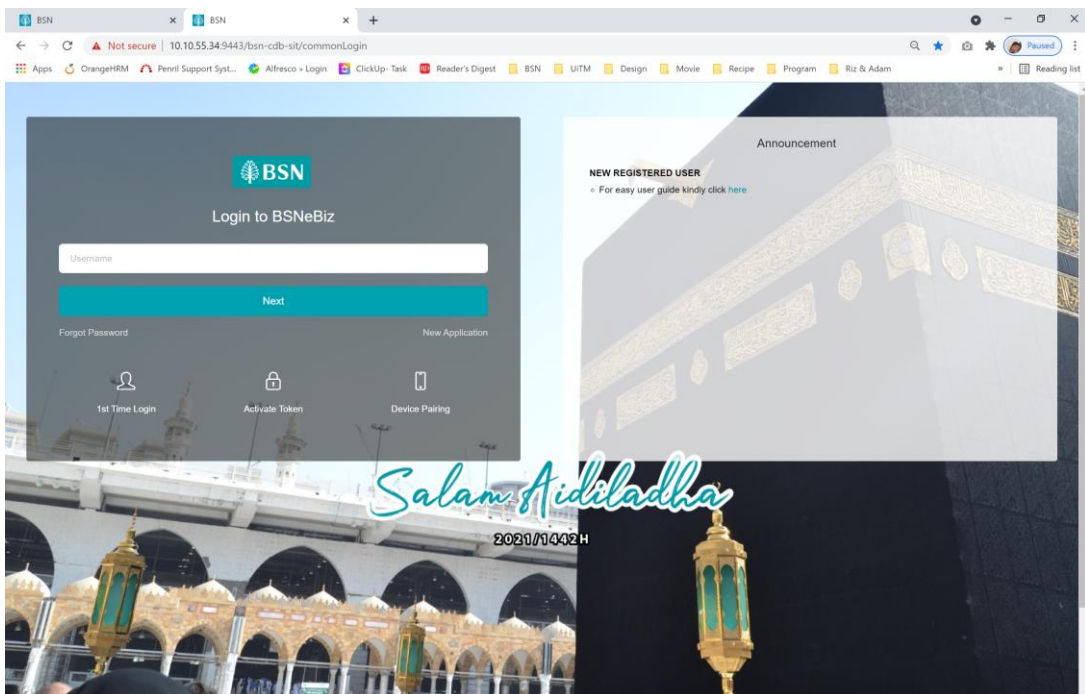 BSN
BSN
Not secure
10.10.55.34:9443/bsn-cdb-sit/commonLogin
Paused
Apps
OrangeHRM
Penril Support Syst...
Alfresco » Login
ClickUp- Task
Reader's Digest
BSN
UiTM
Design
Movie
Recipe
Program
Riz & Adam
»
Reading list
BSN
Login to BSNeBiz
Username
Next
Forgot Password
New Application
1st Time Login
Activate Token
Device Pairing
Announcement
NEW REGISTERED USER
For easy user guide kindly click here
Salam Aidiladha
2021/1442H